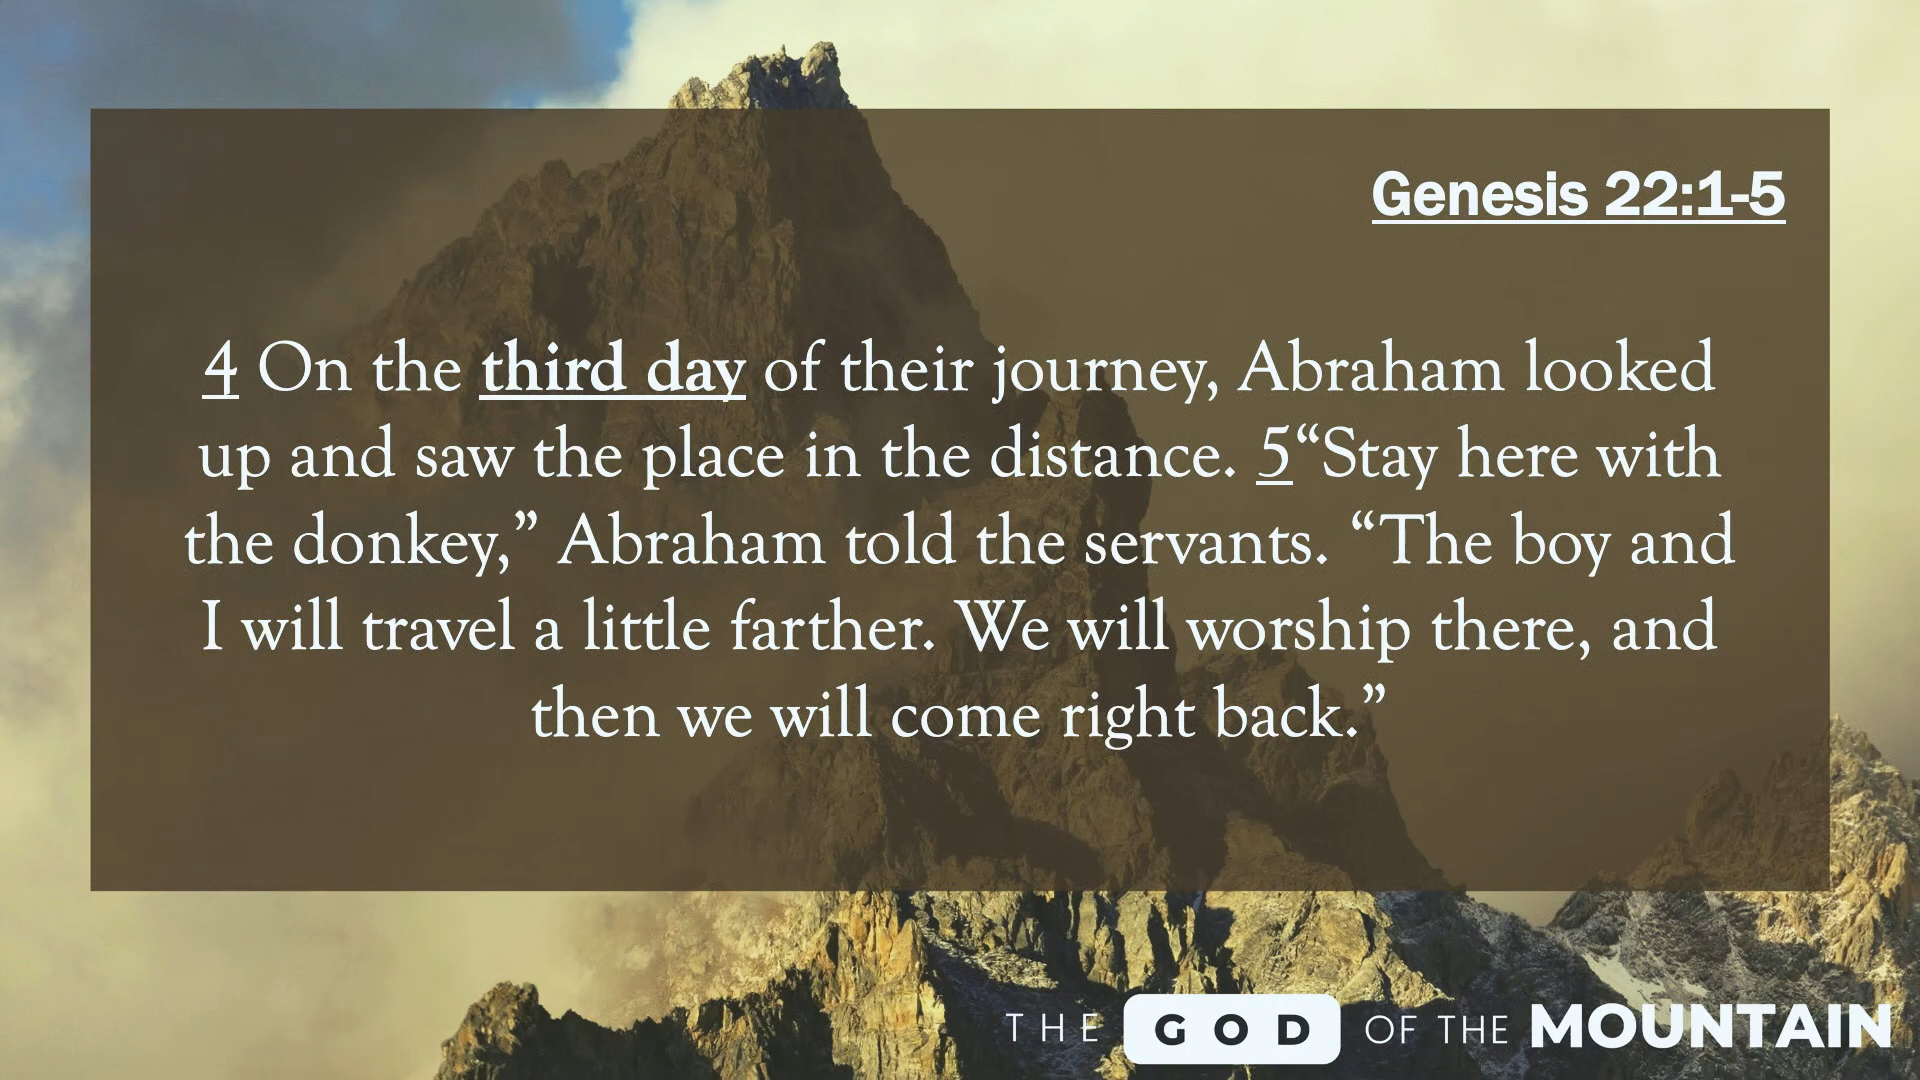 Genesis 22:1-5
4 On the third day of their journey, Abraham looked
up and saw the place in the distance. 5“Stay here with
the donkey,” Abraham told the servants. “The boy and
I will travel a little farther. We will worship there, and
then we will come right back.”
THE GOD OF THE MOUNTAIN